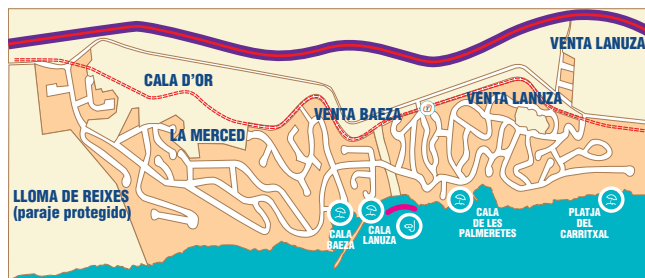 VENTA LANUZA
CALA D'OR
VENTA LANUZA
VENTA BAEZA
LA MERCED
LLOMA DE REIXES
(paraje protegido)
CALA
BAEZA
CALA
LANUZA
CALA
DE LES
PALMERETES
PLATJA
DEL
CARRITXAL